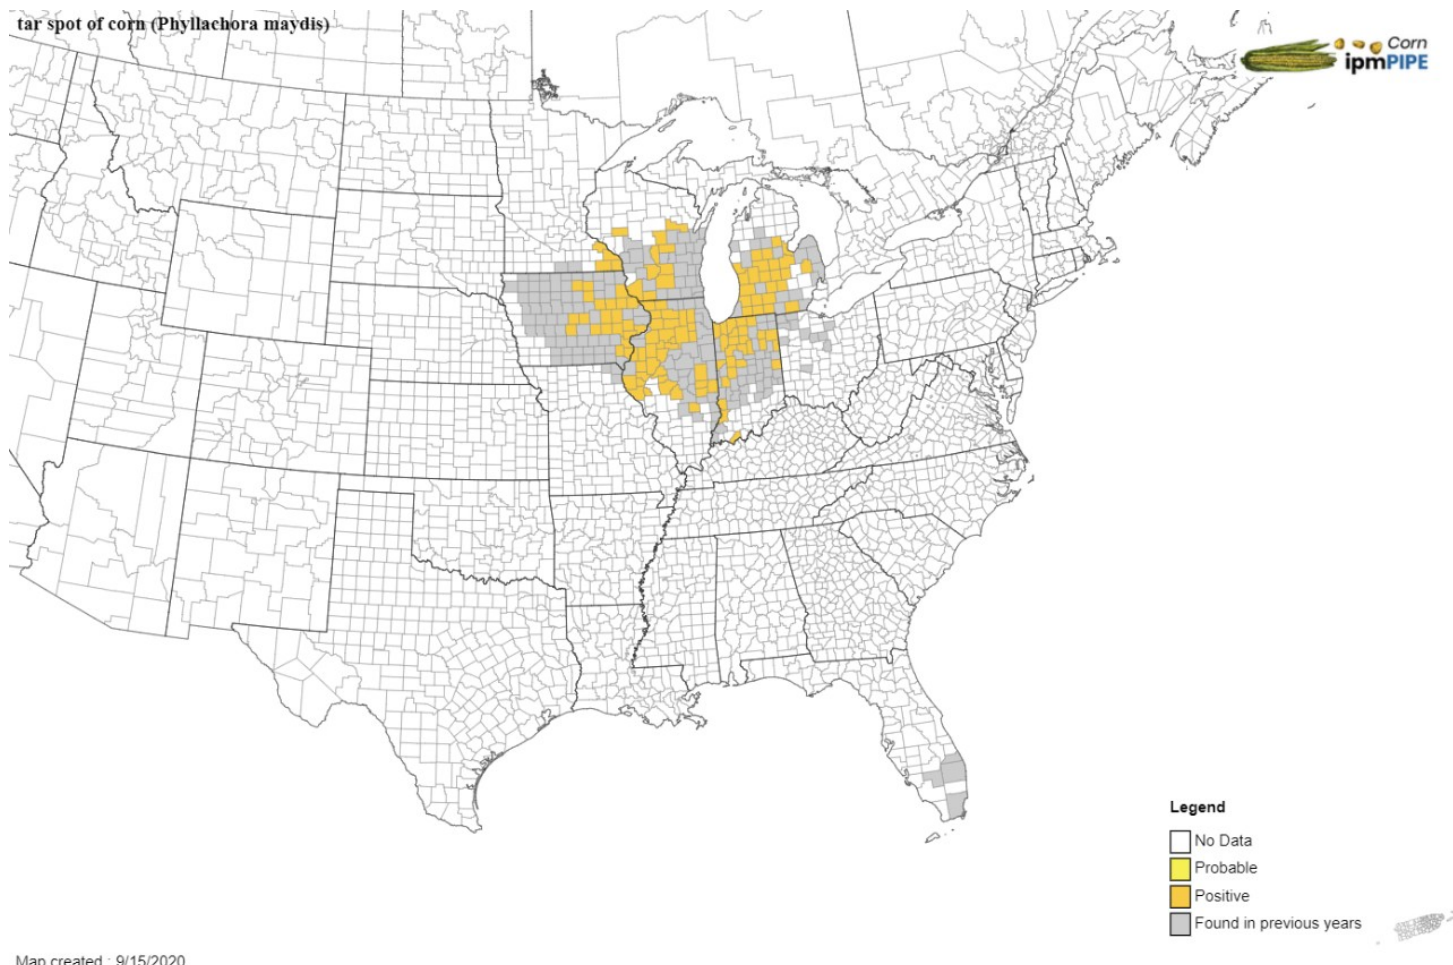 tar spot of corn (Phyllachora maydis)
Corn
ipmPIPE
Legend
No Data
Probable
Positive
Found in previous years
Map created : 9/15/2020